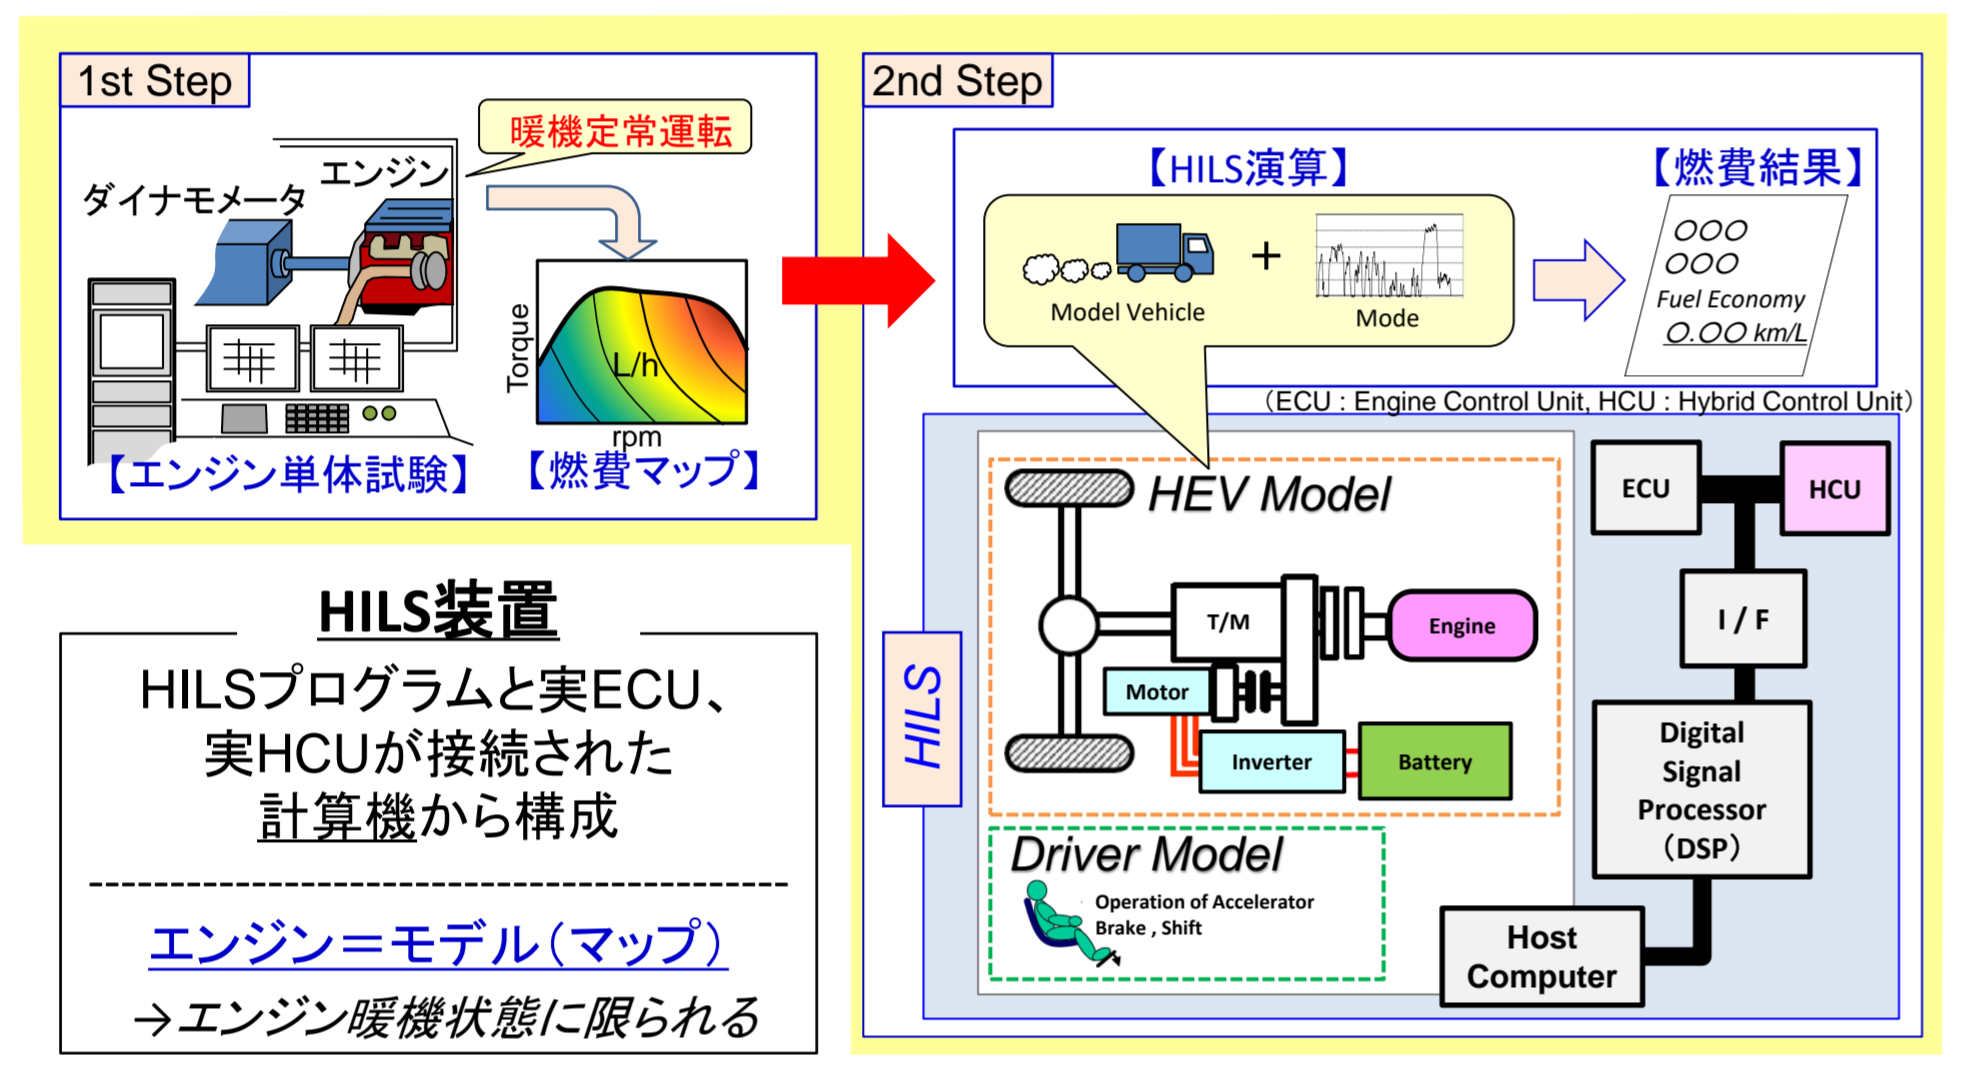 1st Step
暖機定常運転
エンジン
ダイナモメータ
Torque
L/h
rpm
【エンジン単体試験】
【燃費マップ】
HILS装置
HILSプログラムと実ECU、
実HCUが接続された
計算機から構成
エンジン＝モデル（マップ）
→エンジン暖機状態に限られる
2nd Step
【HILS演算】
【燃費結果】
Model Vehicle
+
Mode
○○○
○○○
Fuel Economy
○.○○ km/L
（ECU : Engine Control Unit, HCU : Hybrid Control Unit）
HILS
HEV Model
T/M
Engine
Motor
Inverter
Battery
Driver Model
Operation of Accelerator
Brake , Shift
ECU
HCU
I / F
Digital
Signal
Processor
（DSP）
Host
Computer